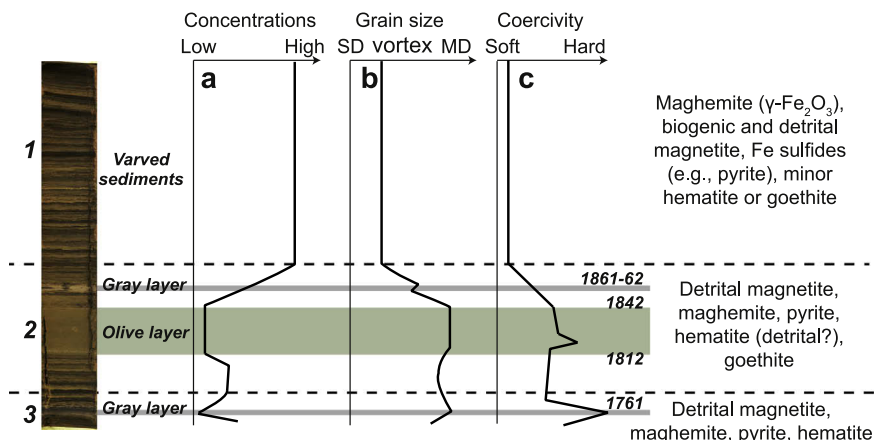 Concentrations Grain size Coercivity
Low High SD vortex MD Soft Hard
a b c
1
Varved
sediments
Maghemite (γ-Fe₂O₃),
biogenic and detrital
magnetite, Fe sulfides
(e.g., pyrite), minor
hematite or goethite
Gray layer 1861-62
1842
2
Olive layer
1812
Detrital magnetite,
maghemite, pyrite,
hematite (detrital?),
goethite
3
Gray layer 1761
Detrital magnetite,
maghemite, pyrite, hematite